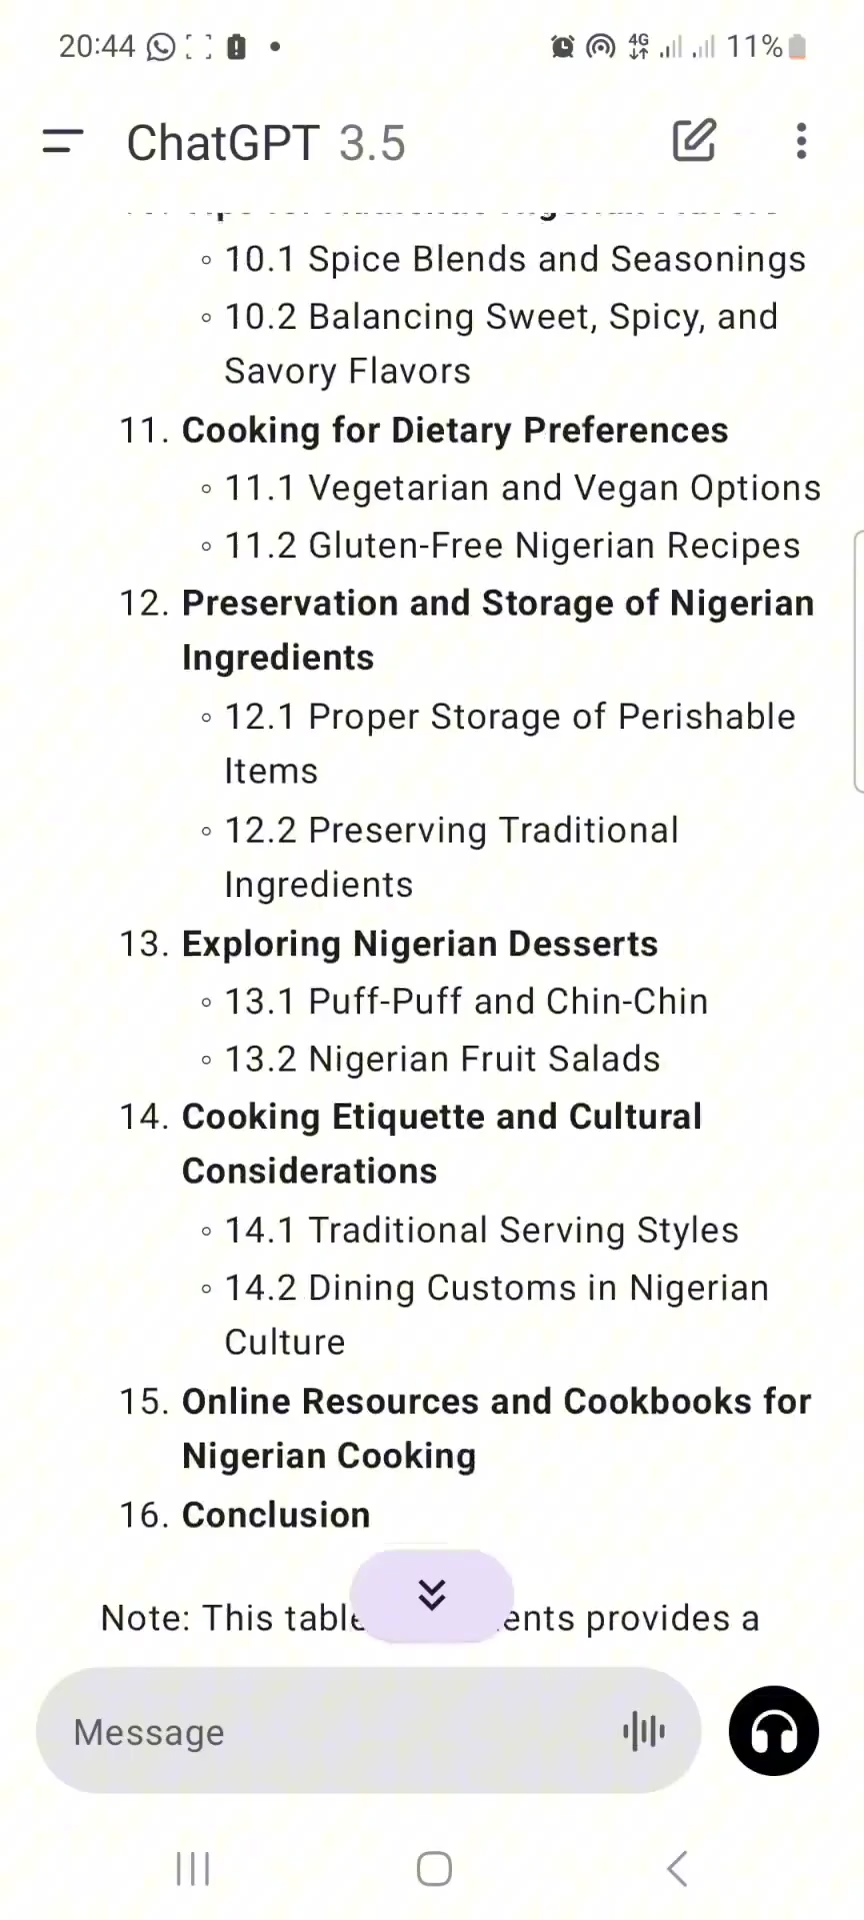 20:44
4G
11%
ChatGPT 3.5
10.1 Spice Blends and Seasonings
10.2 Balancing Sweet, Spicy, and
Savory Flavors
11. Cooking for Dietary Preferences
11.1 Vegetarian and Vegan Options
11.2 Gluten-Free Nigerian Recipes
12. Preservation and Storage of Nigerian
Ingredients
12.1 Proper Storage of Perishable
Items
12.2 Preserving Traditional
Ingredients
13. Exploring Nigerian Desserts
13.1 Puff-Puff and Chin-Chin
13.2 Nigerian Fruit Salads
14. Cooking Etiquette and Cultural
Considerations
14.1 Traditional Serving Styles
14.2 Dining Customs in Nigerian
Culture
15. Online Resources and Cookbooks for
Nigerian Cooking
16. Conclusion
Note: This table ents provides a
Message